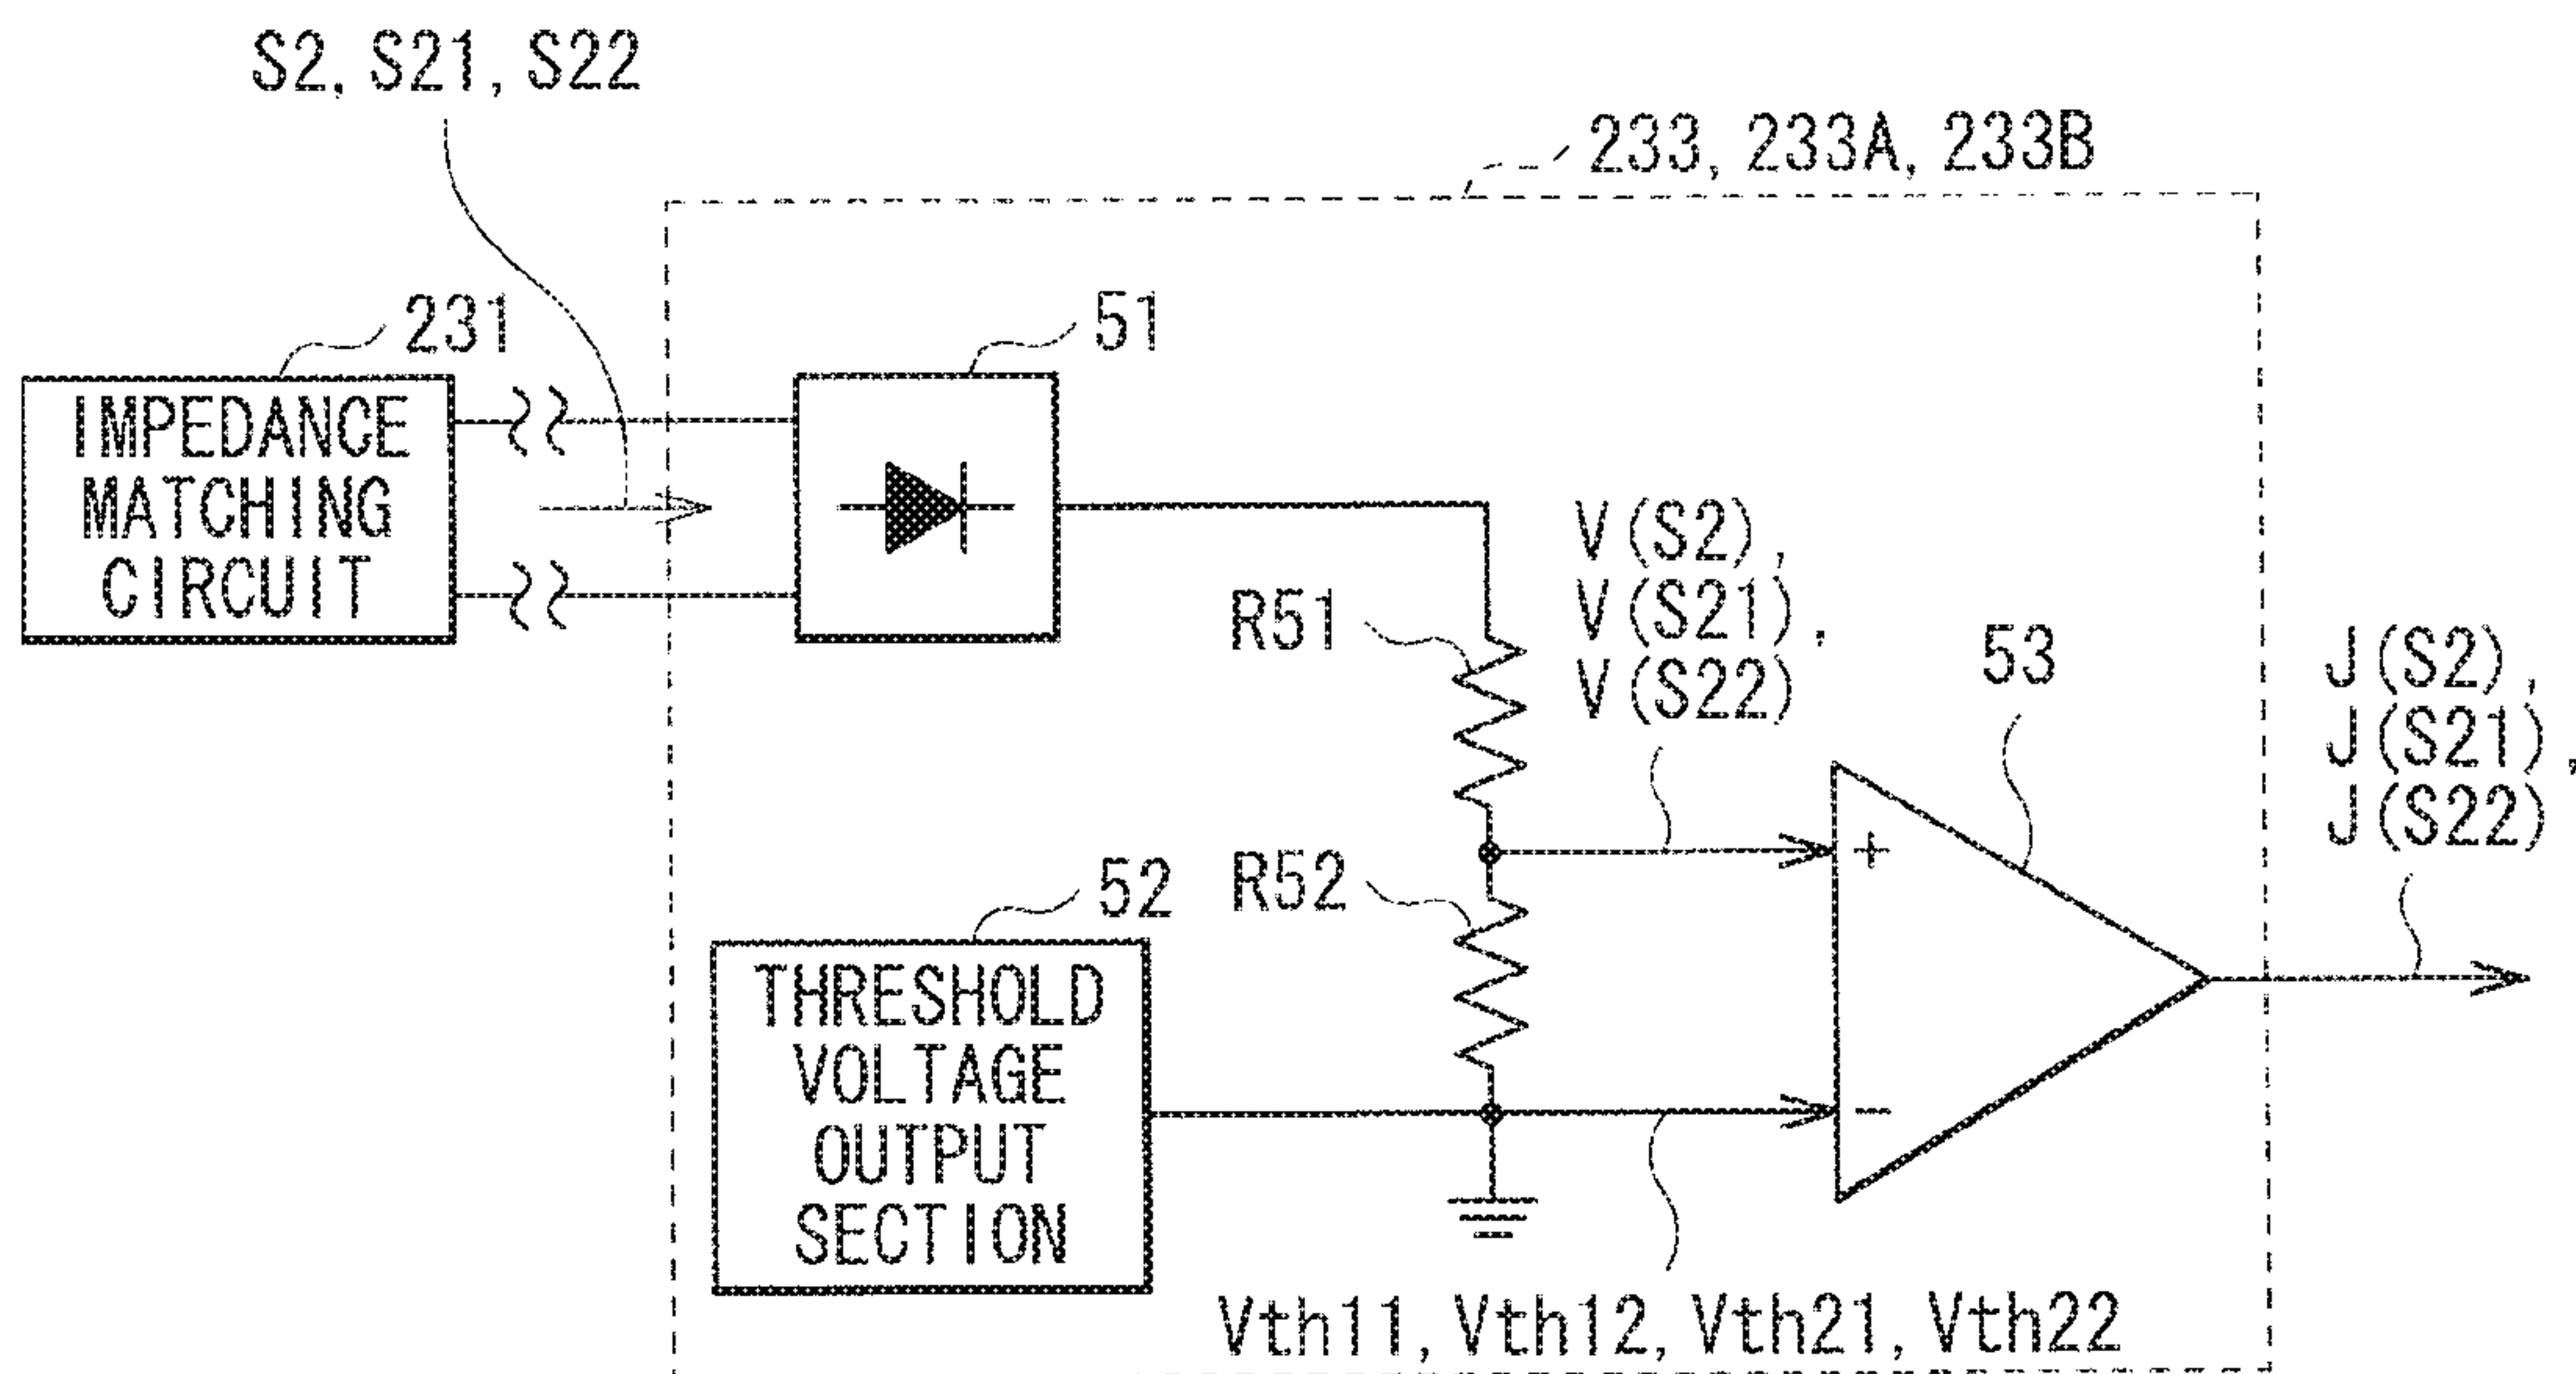 S2, S21, S22
233, 233A, 233B
231
51
IMPEDANCE
MATCHING
CIRCUIT
V(S2),
V(S21),
V(S22)
R51
53
J(S2),
J(S21),
J(S22)
+
52
R52
THRESHOLD
VOLTAGE
OUTPUT
SECTION
−
Vth11, Vth12, Vth21, Vth22